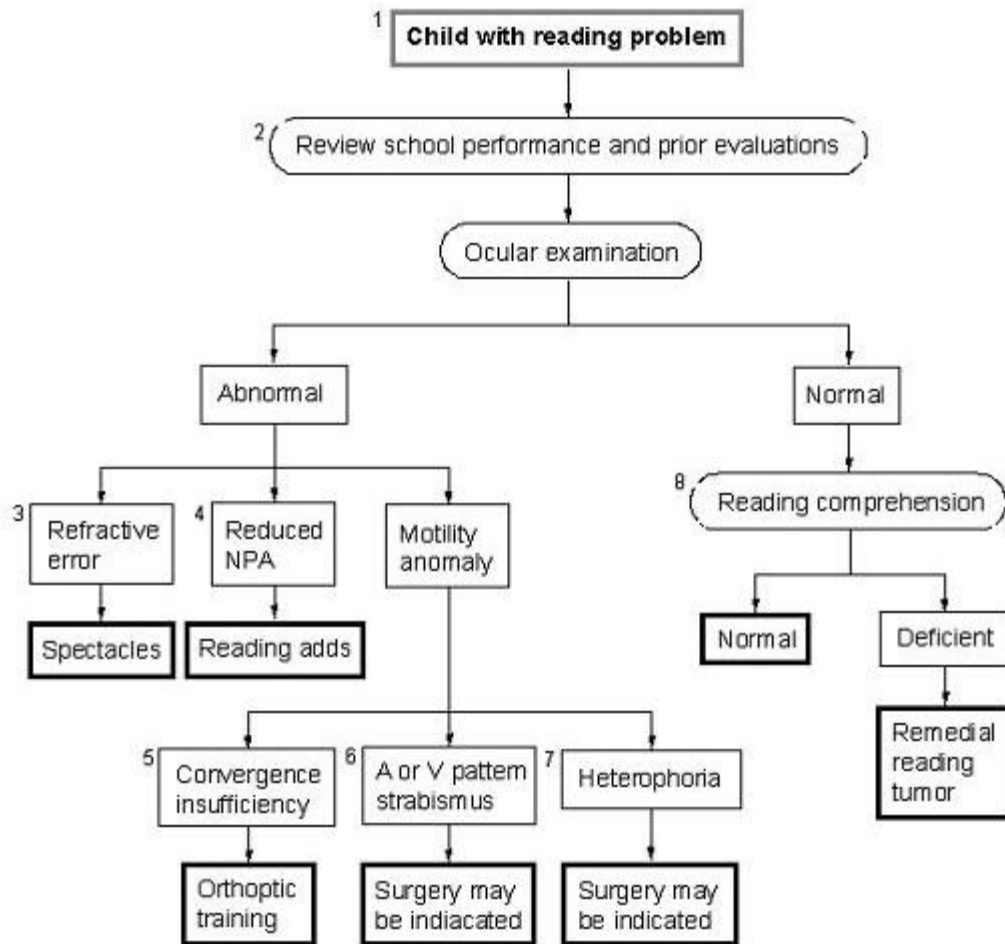 1
Child with reading problem
2
Review school performance and prior evaluations
Ocular examination
Abnormal
Normal
3
Refractive
error
4
Reduced
NPA
Motility
anomaly
8
Reading comprehension
Spectacles
Reading adds
Normal
Deficient
Remedial
reading
tumor
5
Convergence
insufficiency
6
A or V pattern
strabismus
7
Heterophoria
Orthoptic
training
Surgery may
be indiacated
Surgery may
be indicated